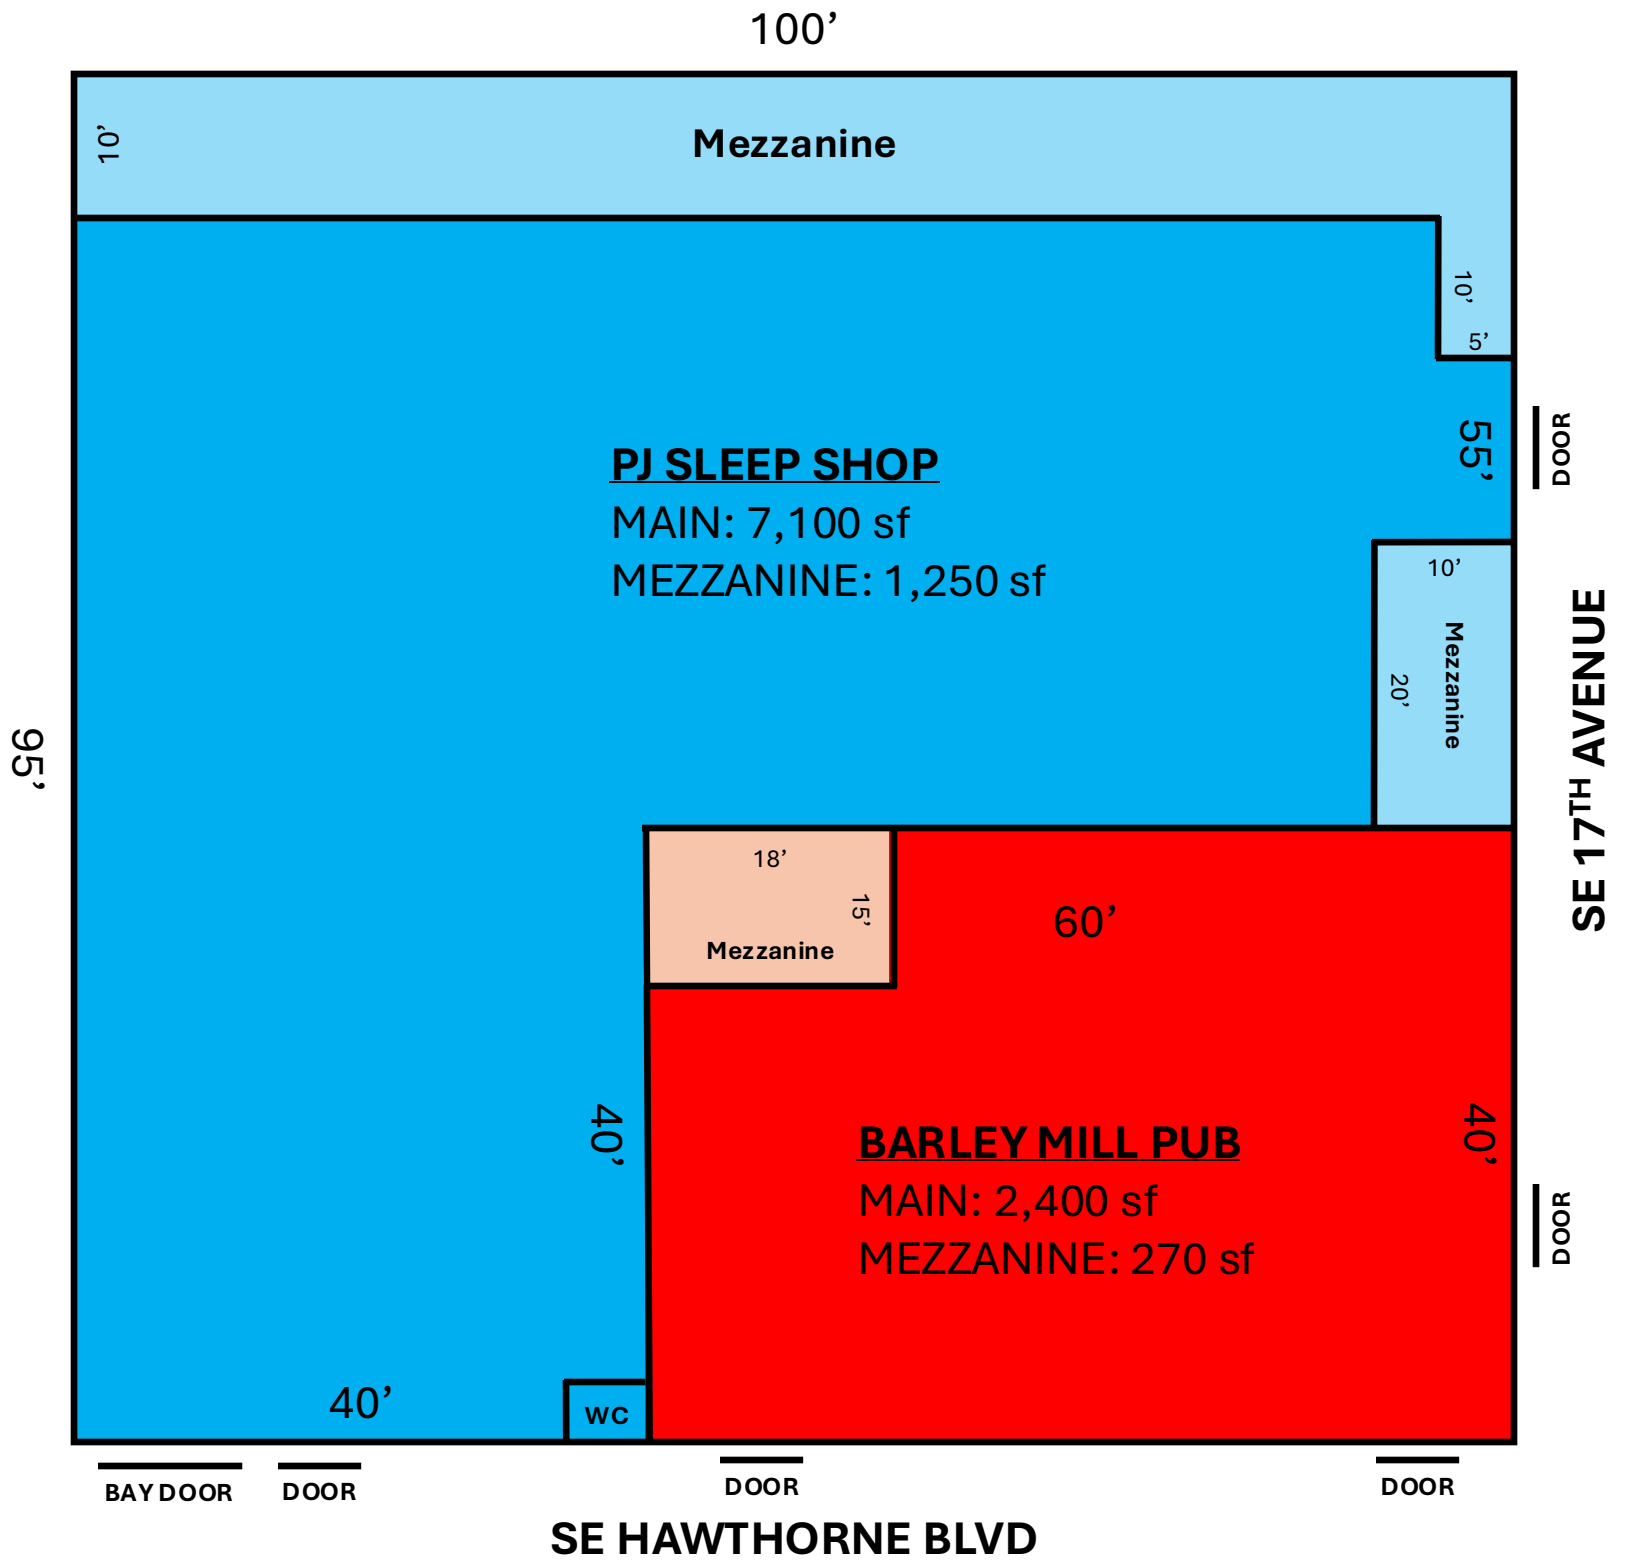 100’
10’
Mezzanine
10’
5’
55’
DOOR
PJ SLEEP SHOP
MAIN: 7,100 sf
MEZZANINE: 1,250 sf
10’
20’
Mezzanine
SE 17TH AVENUE
95’
18’
15’
Mezzanine
60’
40’
40’
BARLEY MILL PUB
MAIN: 2,400 sf
MEZZANINE: 270 sf
DOOR
40’
WC
BAY DOOR
DOOR
DOOR
DOOR
SE HAWTHORNE BLVD